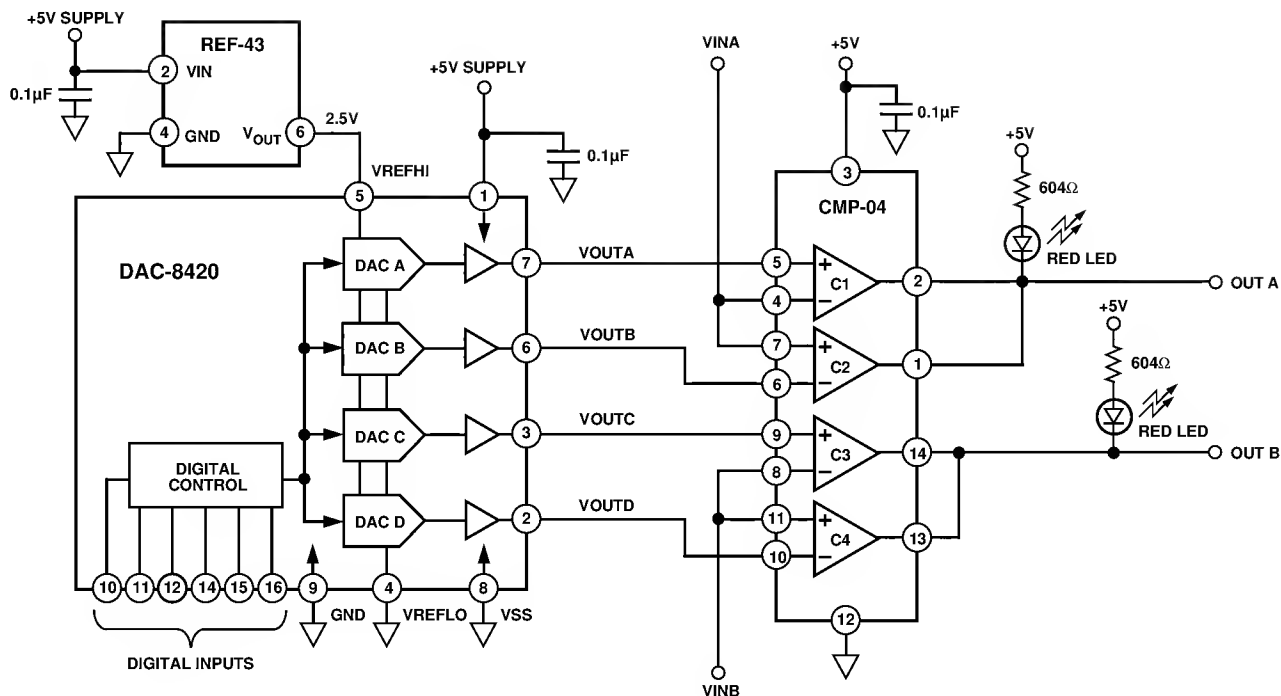 +5V SUPPLY
REF-43
2
VIN
0.1µF
4
GND
VOUT
6
2.5V
+5V SUPPLY
0.1µF
VREFHI
5
1
DAC-8420
DAC A
7
VOUTA
DAC B
6
VOUTB
DAC C
3
VOUTC
DAC D
2
VOUTD
DIGITAL
CONTROL
10
11
12
14
15
16
9
GND
4
VREFLO
8
VSS
DIGITAL INPUTS
VINA
+5V
0.1µF
3
CMP-04
5
+
4
−
C1
2
7
+
6
−
C2
1
9
+
8
−
C3
14
11
+
10
−
C4
13
12
VINB
+5V
604Ω
RED LED
OUT A
+5V
604Ω
RED LED
OUT B